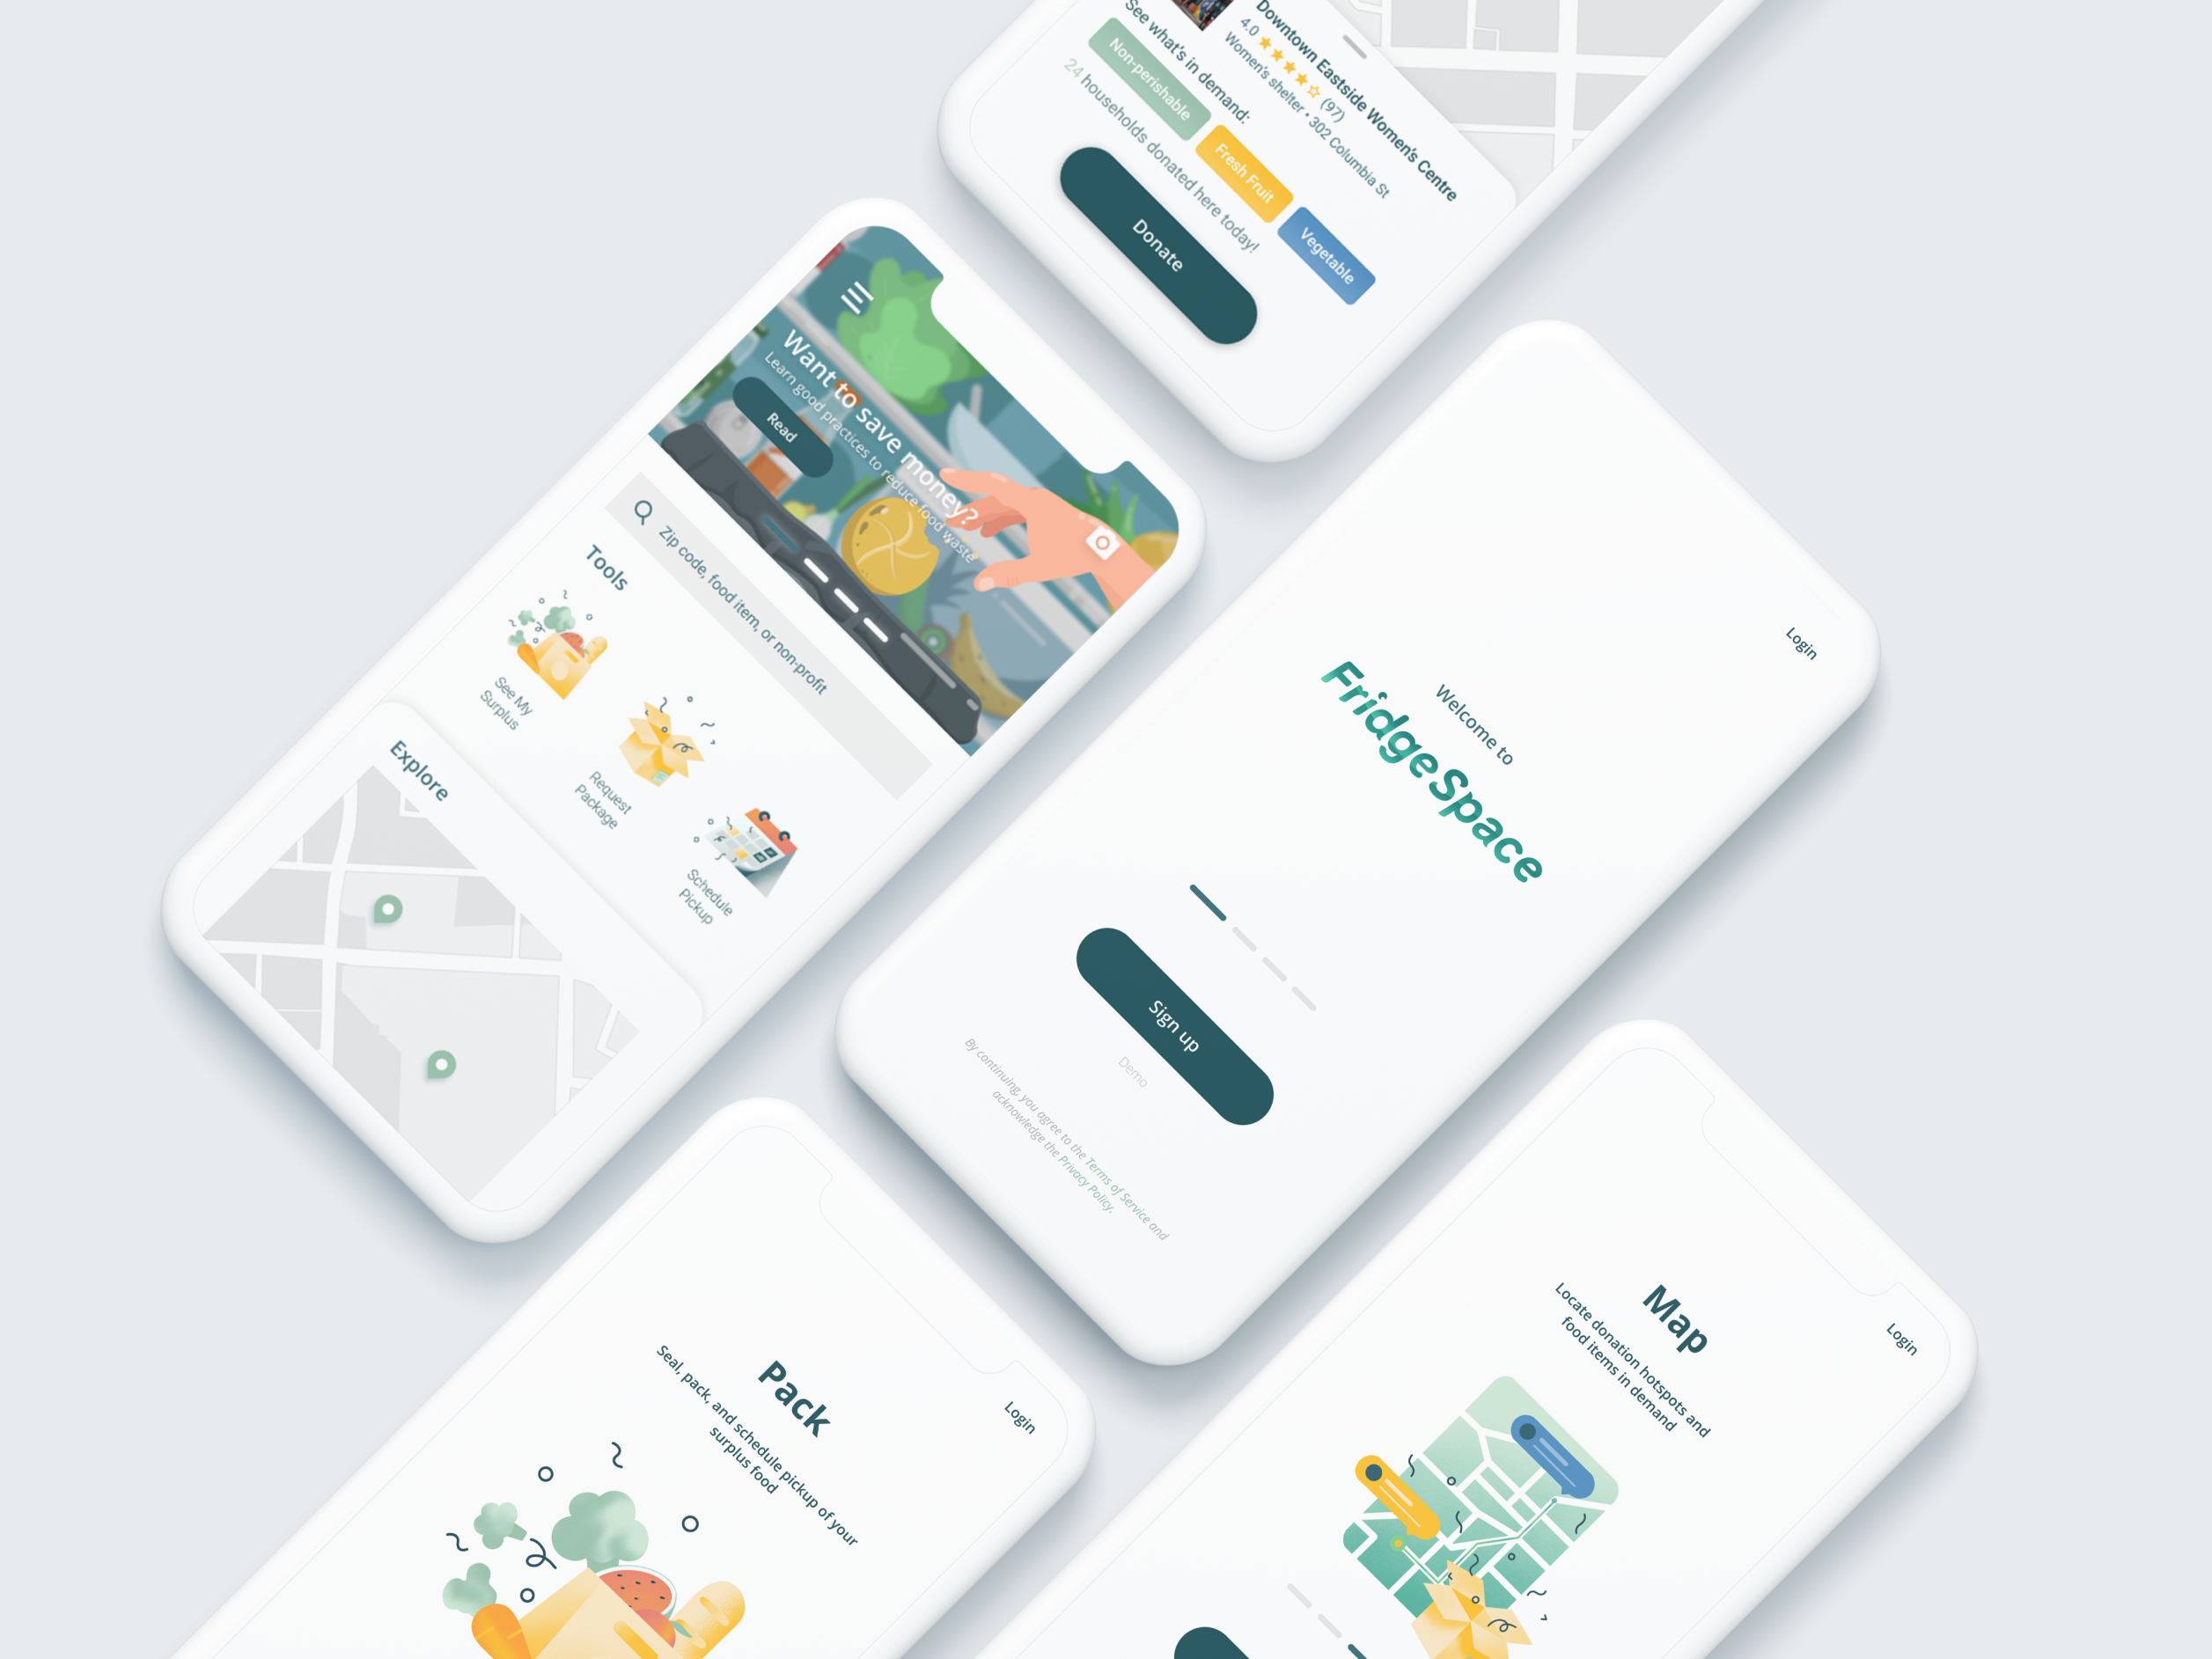 Downtown Eastside Women's Centre
4.0 (97)
Women's shelter • 302 Columbia St
See what's in demand:
Non-perishable
Fresh Fruit
Vegetable
24 households donated here today!
Donate
Want to save money?
Learn good practices to reduce food waste
Read
Zip code, food item, or non-profit
Tools
See My
Surplus
Request
Package
Schedule
Pickup
Explore
Login
Welcome to
FridgeSpace
Sign up
Demo
By continuing, you agree to the Terms of Service and
acknowledge the Privacy Policy.
Login
Pack
Seal, pack, and schedule pickup of your
surplus food
Login
Map
Locate donation hotspots and
food items in demand